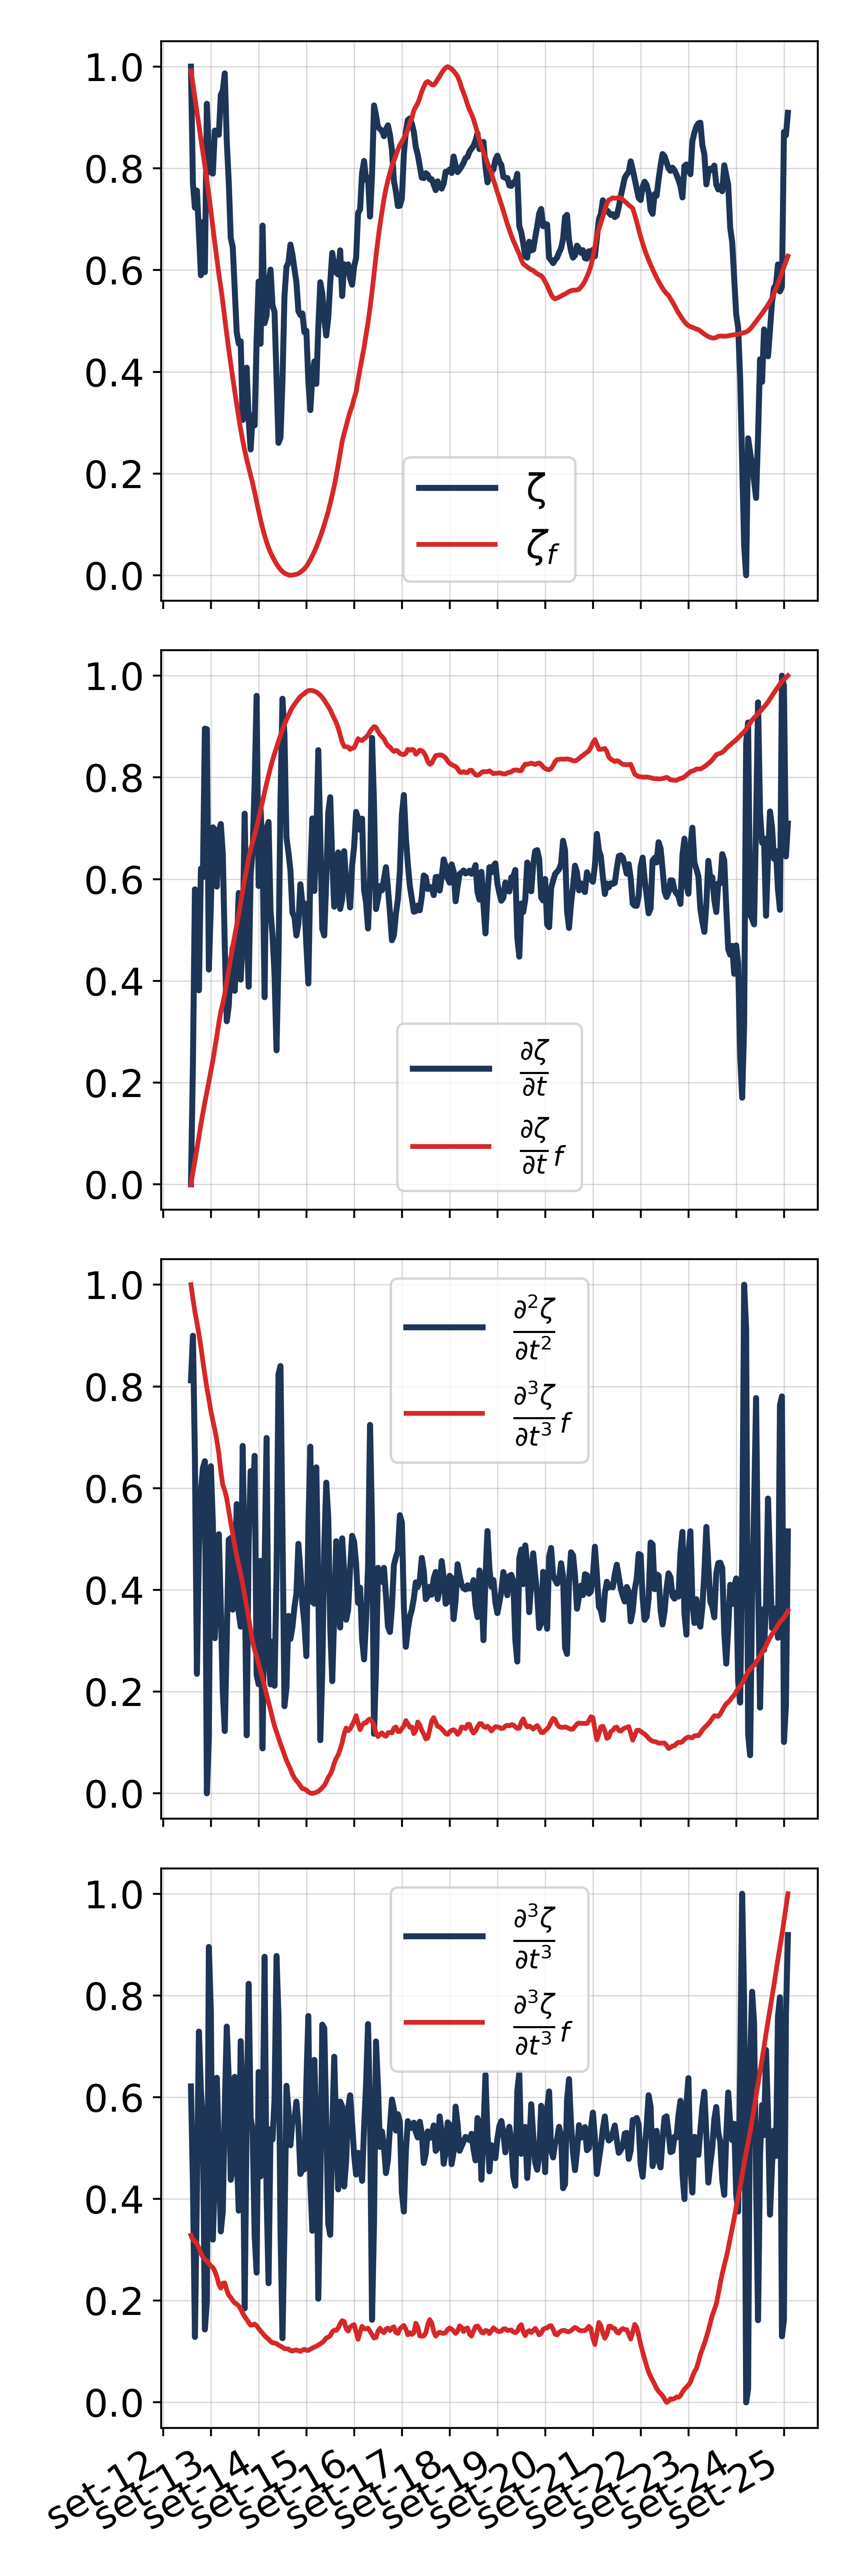 1.0
0.8
0.6
0.4
0.2
0.0
ζ
ζ_f
1.0
0.8
0.6
0.4
0.2
0.0
∂ζ/∂t
∂ζ/∂t f
1.0
0.8
0.6
0.4
0.2
0.0
∂²ζ/∂t²
∂³ζ/∂t³ f
1.0
0.8
0.6
0.4
0.2
0.0
∂³ζ/∂t³
∂³ζ/∂t³ f
set-12
set-13
set-14
set-15
set-16
set-17
set-18
set-19
set-20
set-21
set-22
set-23
set-24
set-25